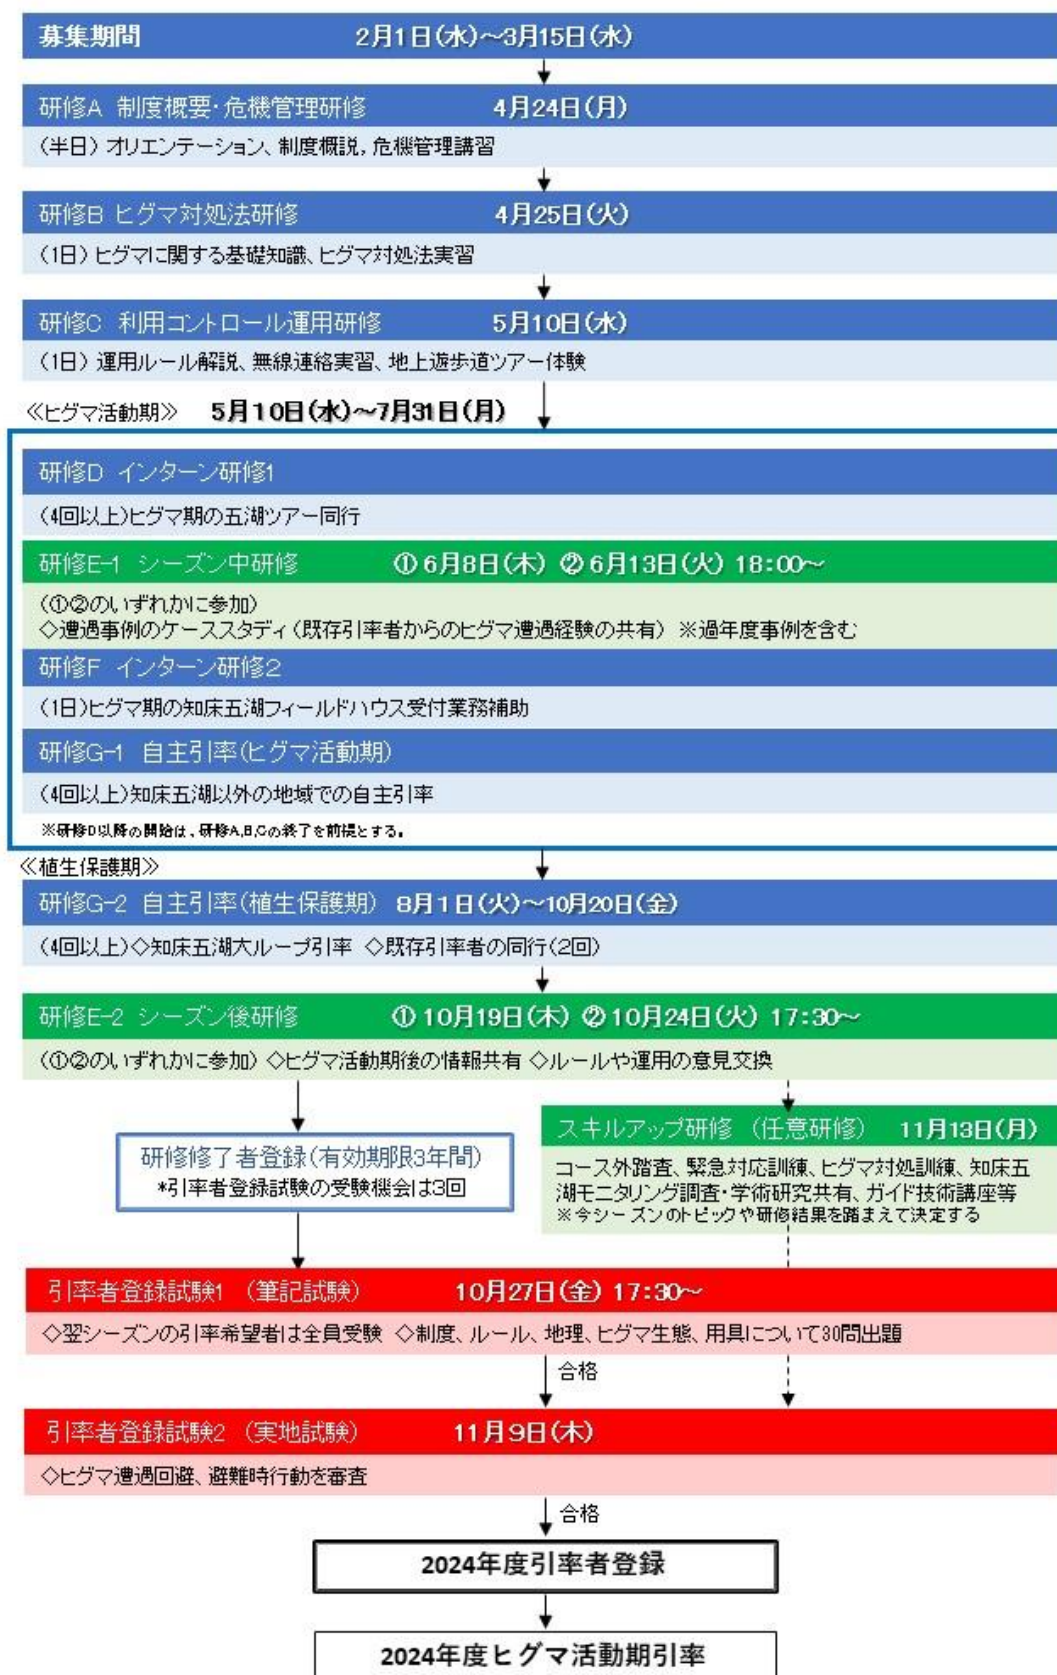 募集期間 2月1日(水)～3月15日(水)
研修A 制度概要・危機管理研修 4月24日(月)
(半日) オリエンテーション、制度概説, 危機管理講習
研修B ヒグマ対処法研修 4月25日(火)
(1日) ヒグマに関する基礎知識、ヒグマ対処法実習
研修C 利用コントロール運用研修 5月10日(水)
(1日) 運用ルール解説、無線連絡実習、地上遊歩道ツアー体験
≪ヒグマ活動期≫ 5月10日(水)～7月31日(月)
研修D インターン研修1
(4回以上)ヒグマ期の五湖ツアー同行
研修E-1 シーズン中研修 ① 6月8日(木) ② 6月13日(火) 18:00～
(①②のいずれかに参加)
◇遭遇事例のケーススタディ(既存引率者からのヒグマ遭遇経験の共有) ※過年度事例を含む
研修F インターン研修2
(1日)ヒグマ期の知床五湖フィールドハウス受付業務補助
研修G-1 自主引率(ヒグマ活動期)
(4回以上)知床五湖以外の地域での自主引率
※研修D以降の開始は、研修A,B,Cの終了を前提とする。
≪植生保護期≫
研修G-2 自主引率(植生保護期) 8月1日(火)～10月20日(金)
(4回以上)◇知床五湖大ループ引率 ◇既存引率者の同行(2回)
研修E-2 シーズン後研修 ① 10月19日(木) ② 10月24日(火) 17:30～
(①②のいずれかに参加) ◇ヒグマ活動期後の情報共有 ◇ルールや運用の意見交換
研修修了者登録(有効期限3年間)
*引率者登録試験の受験機会は3回
スキルアップ研修 (任意研修) 11月13日(月)
コース外踏査、緊急対応訓練、ヒグマ対処訓練、知床五
湖モニタリング調査・学術研究共有、ガイド技術講座等
※今シーズンのトピックや研修結果を踏まえて決定する
引率者登録試験1 (筆記試験) 10月27日(金) 17:30～
◇翌シーズンの引率希望者は全員受験 ◇制度、ルール、地理、ヒグマ生態、用具について30問出題
合格
引率者登録試験2 (実地試験) 11月9日(木)
◇ヒグマ遭遇回避、避難時行動を審査
合格
2024年度引率者登録
2024年度ヒグマ活動期引率